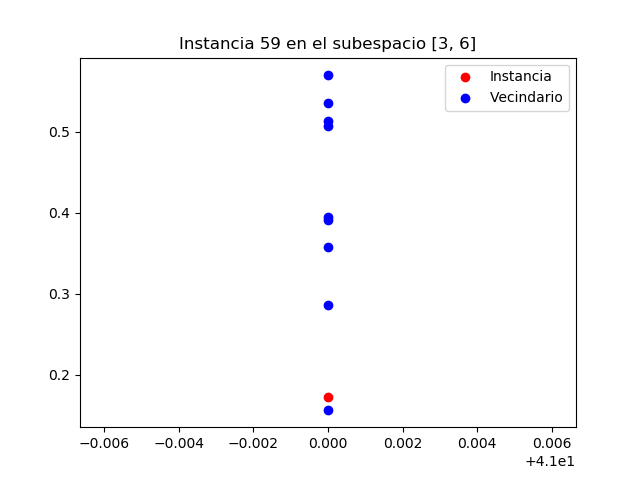 Instancia 59 en el subespacio [3, 6]
Instancia
Vecindario
0.5
0.4
0.3
0.2
−0.006 −0.004 −0.002 0.000 0.002 0.004 0.006
+4.1e1